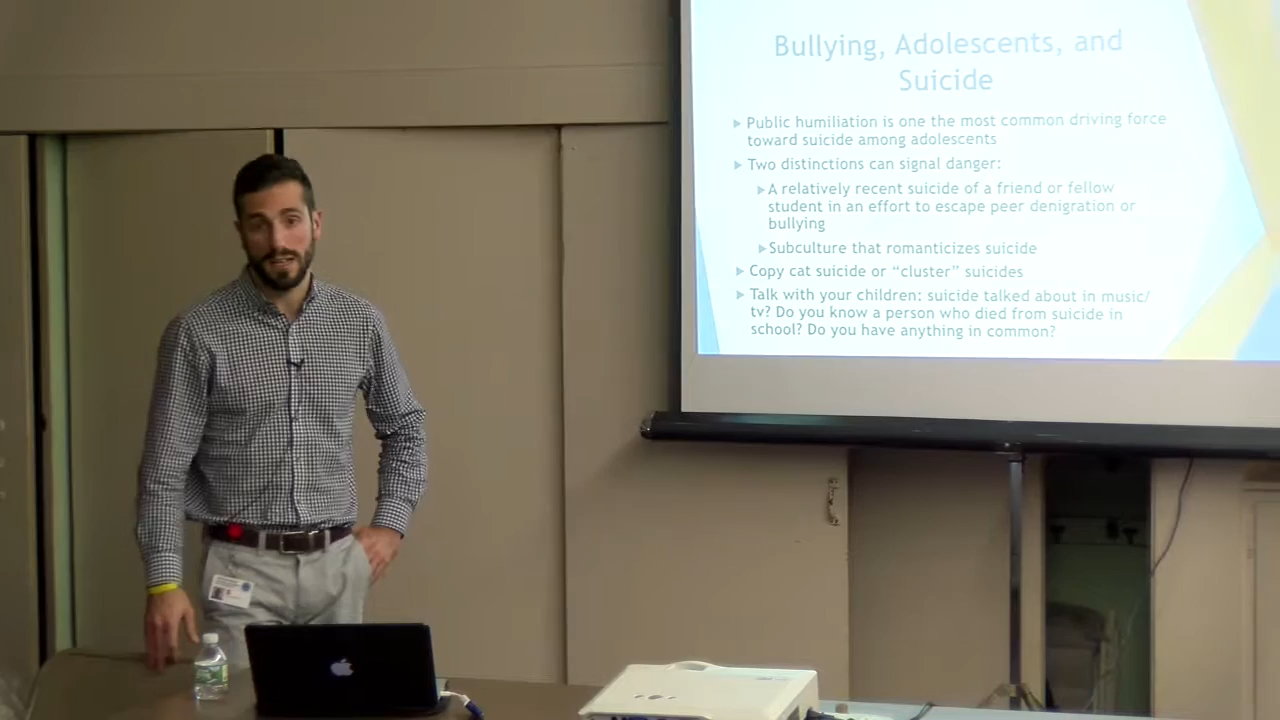 Bullying, Adolescents, and
Suicide
Public humiliation is one the most common driving force
toward suicide among adolescents
Two distinctions can signal danger:
A relatively recent suicide of a friend or fellow
student in an effort to escape peer denigration or
bullying
Subculture that romanticizes suicide
Copy cat suicide or “cluster” suicides
Talk with your children: suicide talked about in music/
tv? Do you know a person who died from suicide in
school? Do you have anything in common?